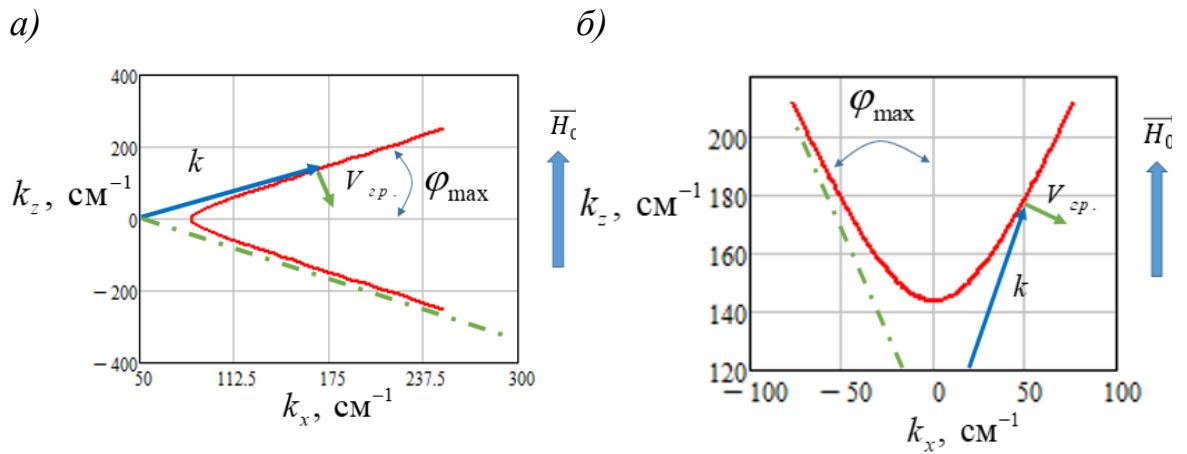 а)
400
200
0
−200
−400
50
112.5
175
237.5
300
k_z, см⁻¹
k_x, см⁻¹
k
V_гр.
φ_max
H_0
б)
200
180
160
140
120
−100
−50
0
50
100
k_z, см⁻¹
k_x, см⁻¹
φ_max
V_гр.
k
H_0